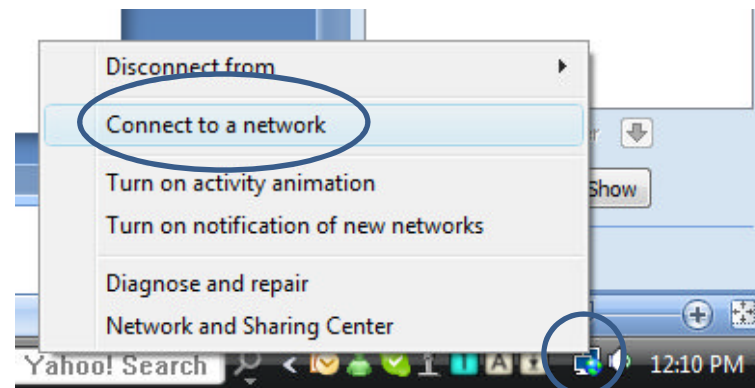 Disconnect from
Connect to a network
Turn on activity animation
Show
Turn on notification of new networks
Diagnose and repair
Network and Sharing Center
Yahoo! Search
12:10 PM